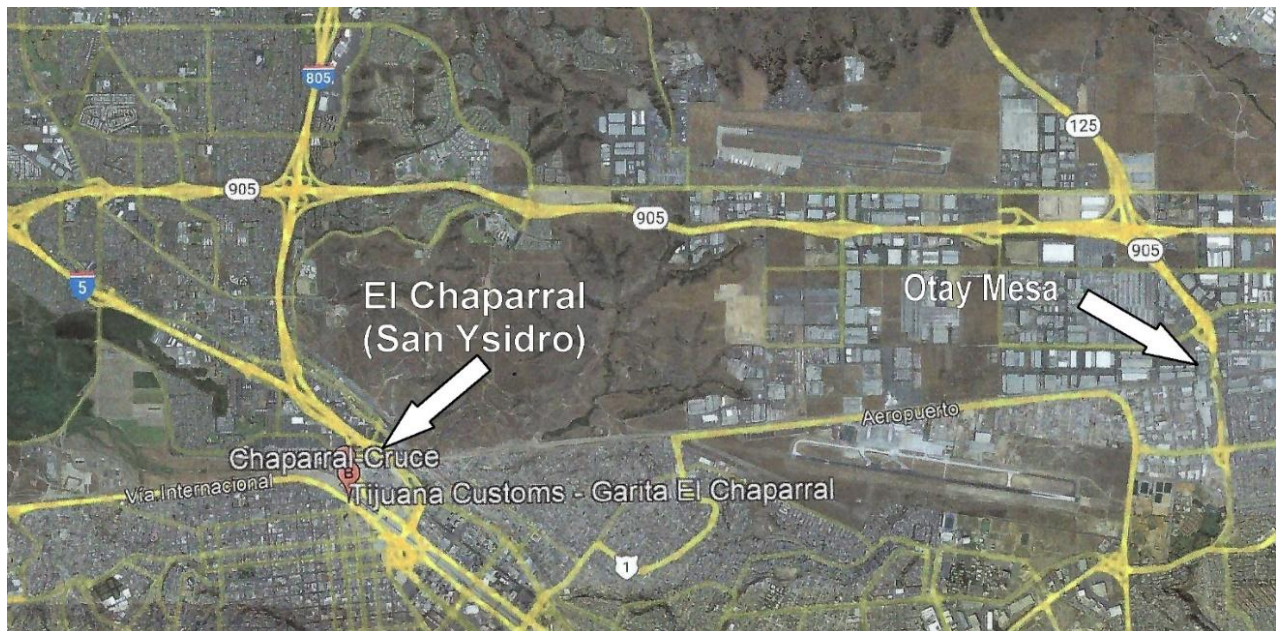 805
125
905
905
905
5
El Chaparral
(San Ysidro)
Otay Mesa
Aeropuerto
Chaparral-Cruce
B
Vía Internacional
Tijuana Customs - Garita El Chaparral
1